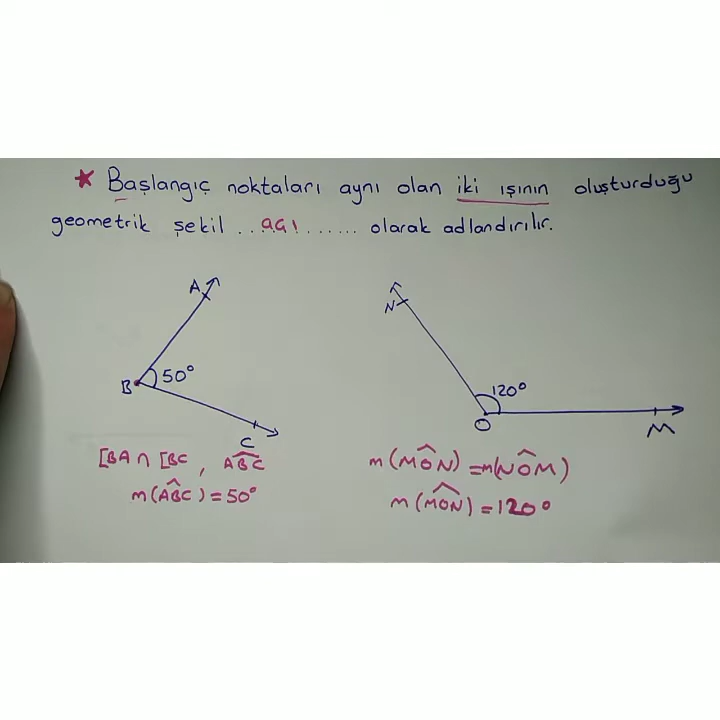 ★ Başlangıç noktaları aynı olan iki ışının oluşturduğu
geometrik şekil ..açı...... olarak adlandırılır.
A
B 50°
C
[BA ∩ [BC , ABC
m(ABC) = 50°
N
120°
O
M
m(MON) = m(NOM)
m(MON) = 120°